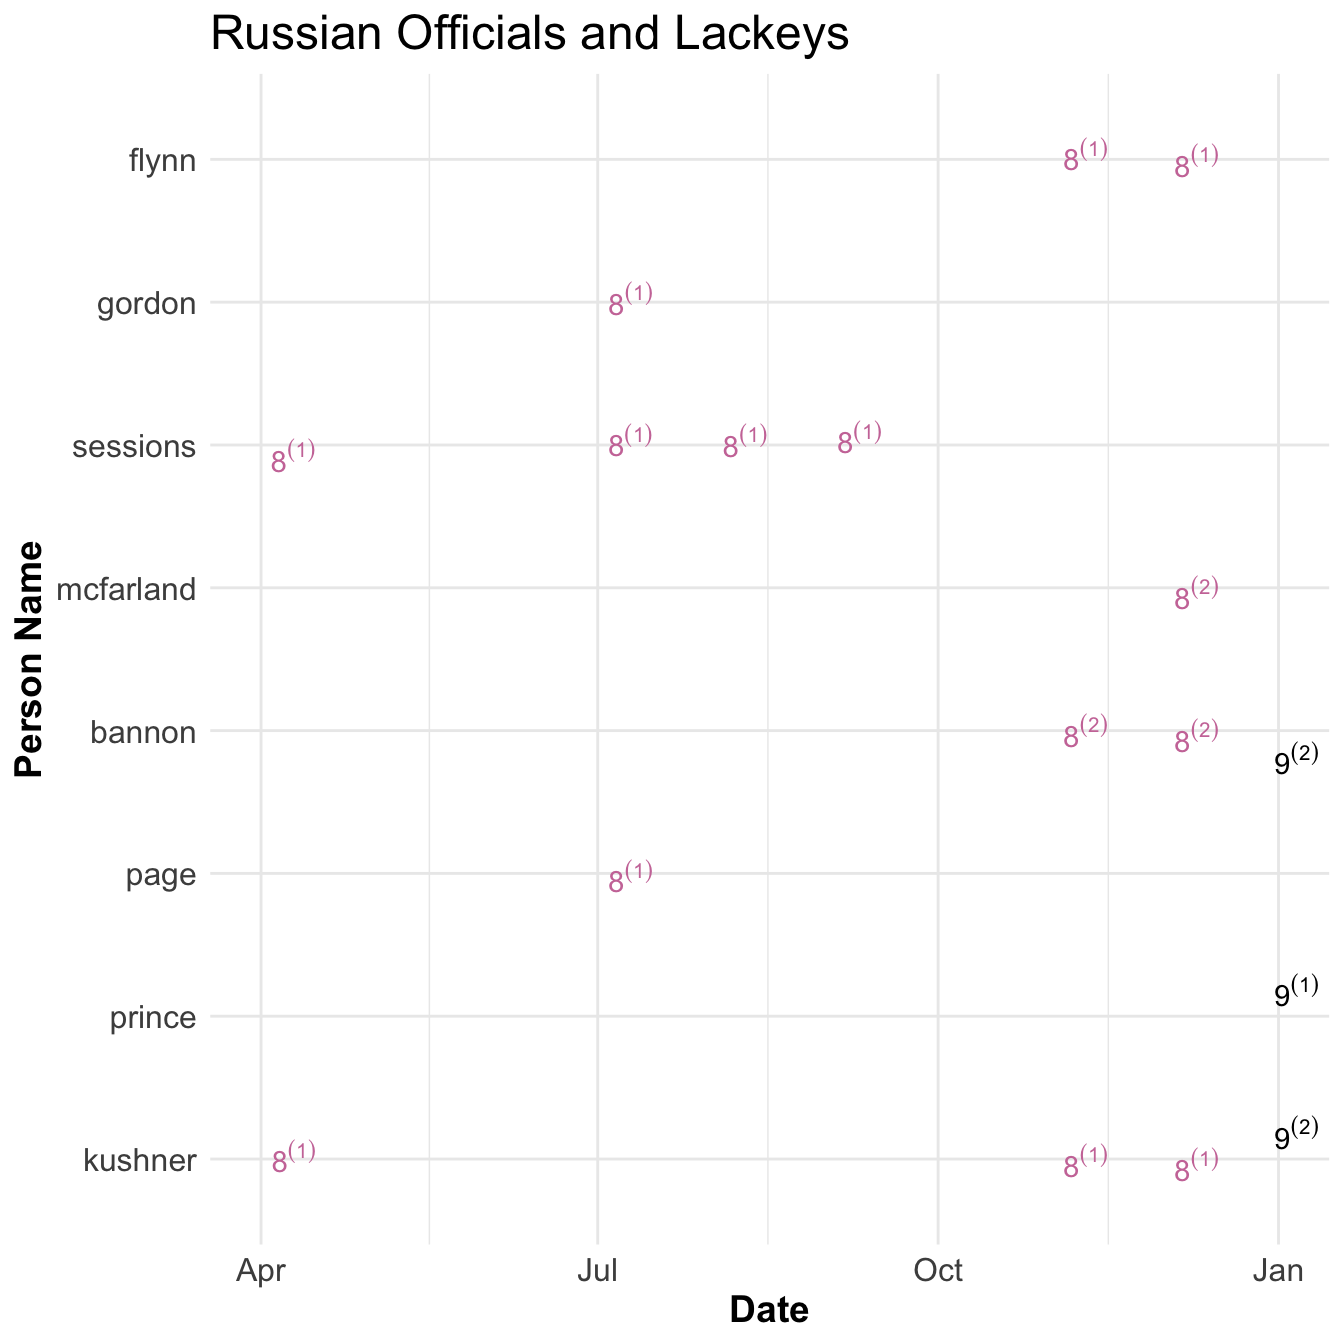 Russian Officials and Lackeys
flynn 8(1) 8(1)
gordon 8(1)
sessions 8(1) 8(1) 8(1) 8(1)
mcfarland 8(2)
bannon 8(2) 8(2) 9(2)
page 8(1)
prince 9(1)
kushner 8(1) 8(1) 8(1) 9(2)
Person Name
Apr Jul Oct Jan
Date